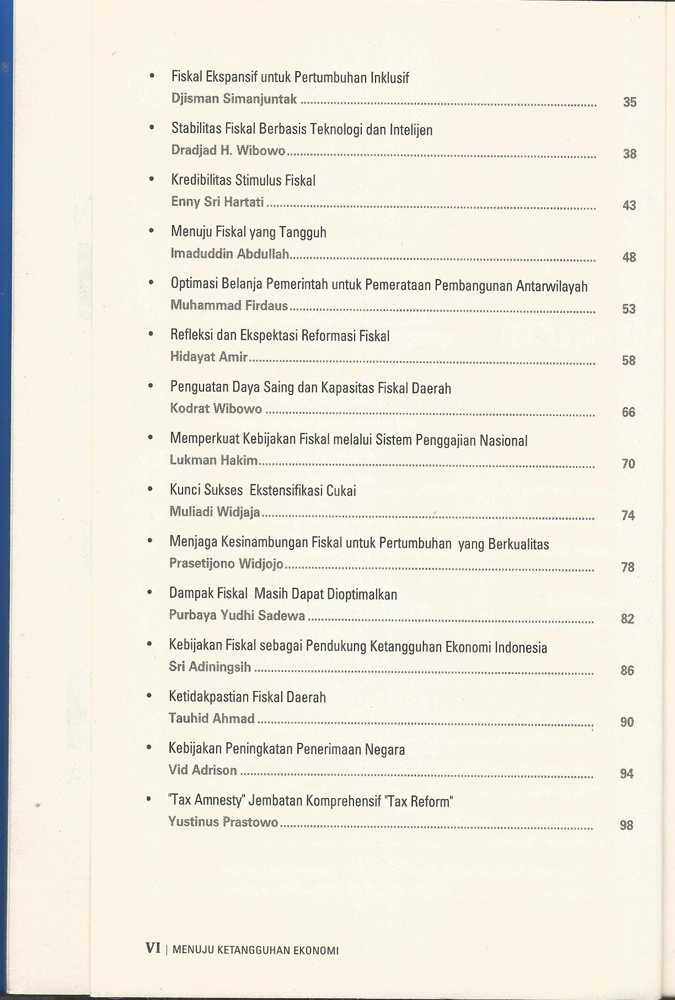 • Fiskal Ekspansif untuk Pertumbuhan Inklusif
Djisman Simanjuntak ........................................ 35
• Stabilitas Fiskal Berbasis Teknologi dan Intelijen
Dradjad H. Wibowo ........................................ 38
• Kredibilitas Stimulus Fiskal
Enny Sri Hartati ........................................ 43
• Menuju Fiskal yang Tangguh
Imaduddin Abdullah ........................................ 48
• Optimasi Belanja Pemerintah untuk Pemerataan Pembangunan Antarwilayah
Muhammad Firdaus ........................................ 53
• Refleksi dan Ekspektasi Reformasi Fiskal
Hidayat Amir ........................................ 58
• Penguatan Daya Saing dan Kapasitas Fiskal Daerah
Kodrat Wibowo ........................................ 66
• Memperkuat Kebijakan Fiskal melalui Sistem Penggajian Nasional
Lukman Hakim ........................................ 70
• Kunci Sukses Ekstensifikasi Cukai
Muliadi Widjaja ........................................ 74
• Menjaga Kesinambungan Fiskal untuk Pertumbuhan yang Berkualitas
Prasetijono Widjojo ........................................ 78
• Dampak Fiskal Masih Dapat Dioptimalkan
Purbaya Yudhi Sadewa ........................................ 82
• Kebijakan Fiskal sebagai Pendukung Ketangguhan Ekonomi Indonesia
Sri Adiningsih ........................................ 86
• Ketidakpastian Fiskal Daerah
Tauhid Ahmad ........................................ 90
• Kebijakan Peningkatan Penerimaan Negara
Vid Adrison ........................................ 94
• "Tax Amnesty" Jembatan Komprehensif "Tax Reform"
Yustinus Prastowo ........................................ 98
VI | MENUJU KETANGGUHAN EKONOMI